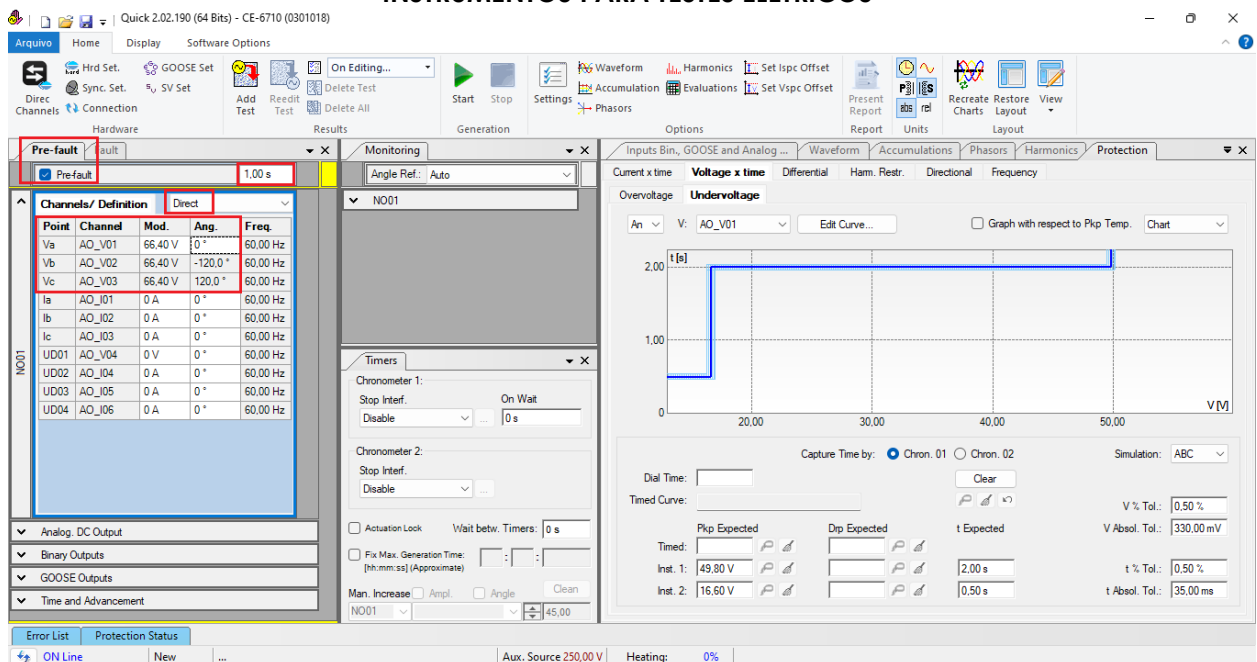 INSTRUMENTOS PARA TESTES ELÉTRICOS
Quick 2.02.190 (64 Bits) - CE-6710 (0301018)
Arquivo Home Display Software Options
Direc Channels
Hrd Set.
Sync. Set.
Connection
GOOSE Set
SV Set
Hardware
Add Test
Reedit Test
On Editing...
Delete Test
Delete All
Results
Start Stop
Generation
Settings
Waveform
Accumulation
Phasors
Harmonics
Evaluations
Set Ispc Offset
Set Vspc Offset
Options
Present Report
Report
abs rel
Units
Recreate Charts
Restore Layout
View
Layout
Pre-fault Fault
Pre-fault 1,00 s
NO01
Channels/ Definition Direct
Point Channel Mod. Ang. Freq.
Va AO_V01 66,40 V 0 ° 60,00 Hz
Vb AO_V02 66,40 V -120,0 ° 60,00 Hz
Vc AO_V03 66,40 V 120,0 ° 60,00 Hz
Ia AO_I01 0 A 0 ° 60,00 Hz
Ib AO_I02 0 A 0 ° 60,00 Hz
Ic AO_I03 0 A 0 ° 60,00 Hz
UD01 AO_V04 0 V 0 ° 60,00 Hz
UD02 AO_I04 0 A 0 ° 60,00 Hz
UD03 AO_I05 0 A 0 ° 60,00 Hz
UD04 AO_I06 0 A 0 ° 60,00 Hz
Analog. DC Output
Binary Outputs
GOOSE Outputs
Time and Advancement
Monitoring
Angle Ref.: Auto
NO01
Timers
Chronometer 1:
Stop Interf. On Wait
Disable ... 0 s
Chronometer 2:
Stop Interf.
Disable ...
Actuation Lock Wait betw. Timers: 0 s
Fix Max. Generation Time: : :
[hh:mm:ss] (Approximate)
Man. Increase Ampl. Angle Clean
NO01 45,00
Inputs Bin., GOOSE and Analog ... Waveform Accumulations Phasors Harmonics Protection
Current x time Voltage x time Differential Harm. Restr. Directional Frequency
Overvoltage Undervoltage
An V: AO_V01 Edit Curve... Graph with respect to Pkp Temp. Chart
t [s]
2,00
1,00
0
20,00 30,00 40,00 50,00
V [V]
Capture Time by: Chron. 01 Chron. 02 Simulation: ABC
Dial Time: Clear
Timed Curve: V % Tol.: 0,50 %
Pkp Expected Drp Expected t Expected V Absol. Tol.: 330,00 mV
Timed:
Inst. 1: 49,80 V 2,00 s t % Tol.: 0,50 %
Inst. 2: 16,60 V 0,50 s t Absol. Tol.: 35,00 ms
Error List Protection Status
ON Line New ... Aux. Source 250,00 V Heating: 0%